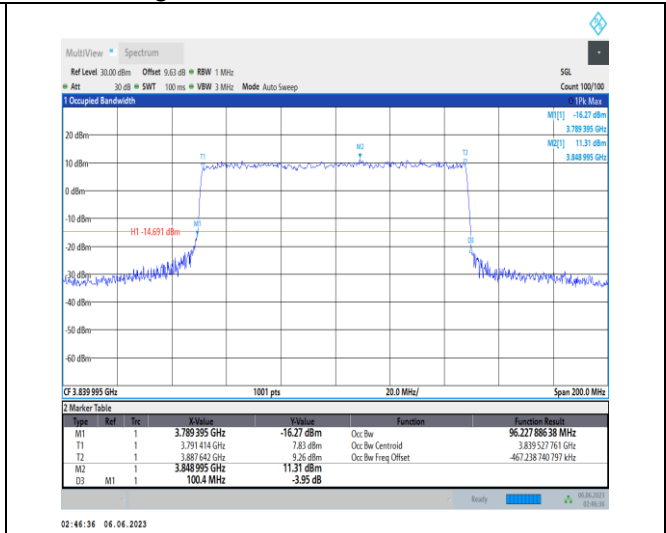 MultiView Spectrum
Ref Level 30.00 dBm Offset 9.63 dB RBW 1 MHz SGL
Att 30 dB SWT 100 ms VBW 3 MHz Mode Auto Sweep Count 100/100
1 Occupied Bandwidth 1Pk Max
M1[1] -16.27 dBm
3.789 395 GHz
M2[1] 11.31 dBm
3.848 995 GHz
20 dBm
M2
T1
T2
10 dBm
0 dBm
-10 dBm
M1
H1 -14.691 dBm
D3
-20 dBm
-30 dBm
-40 dBm
-50 dBm
-60 dBm
CF 3.839 995 GHz 1001 pts 20.0 MHz/ Span 200.0 MHz
2 Marker Table
Type Ref Trc X-Value Y-Value Function Function Result
M1 1 3.789 395 GHz -16.27 dBm Occ Bw 96.227 886 38 MHz
T1 1 3.791 414 GHz 7.83 dBm Occ Bw Centroid 3.839 527 761 GHz
T2 1 3.887 642 GHz 9.26 dBm Occ Bw Freq Offset -467.238 740 797 kHz
M2 1 3.848 995 GHz 11.31 dBm
D3 M1 1 100.4 MHz -3.95 dB
Ready 06.06.2023
02:46:36
02:46:36 06.06.2023